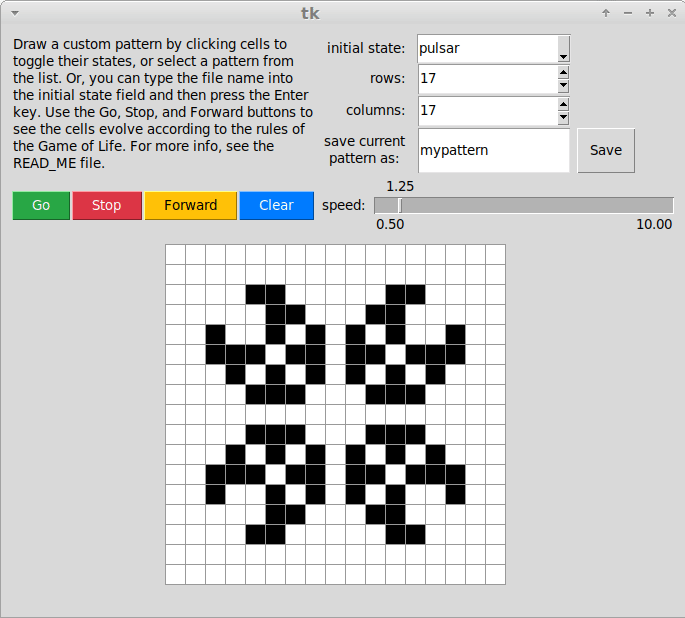 tk
Draw a custom pattern by clicking cells to
toggle their states, or select a pattern from
the list. Or, you can type the file name into
the initial state field and then press the Enter
key. Use the Go, Stop, and Forward buttons to
see the cells evolve according to the rules of
the Game of Life. For more info, see the
READ_ME file.
initial state: pulsar
rows: 17
columns: 17
save current
pattern as: mypattern Save
Go Stop Forward Clear speed: 1.25
0.50 10.00